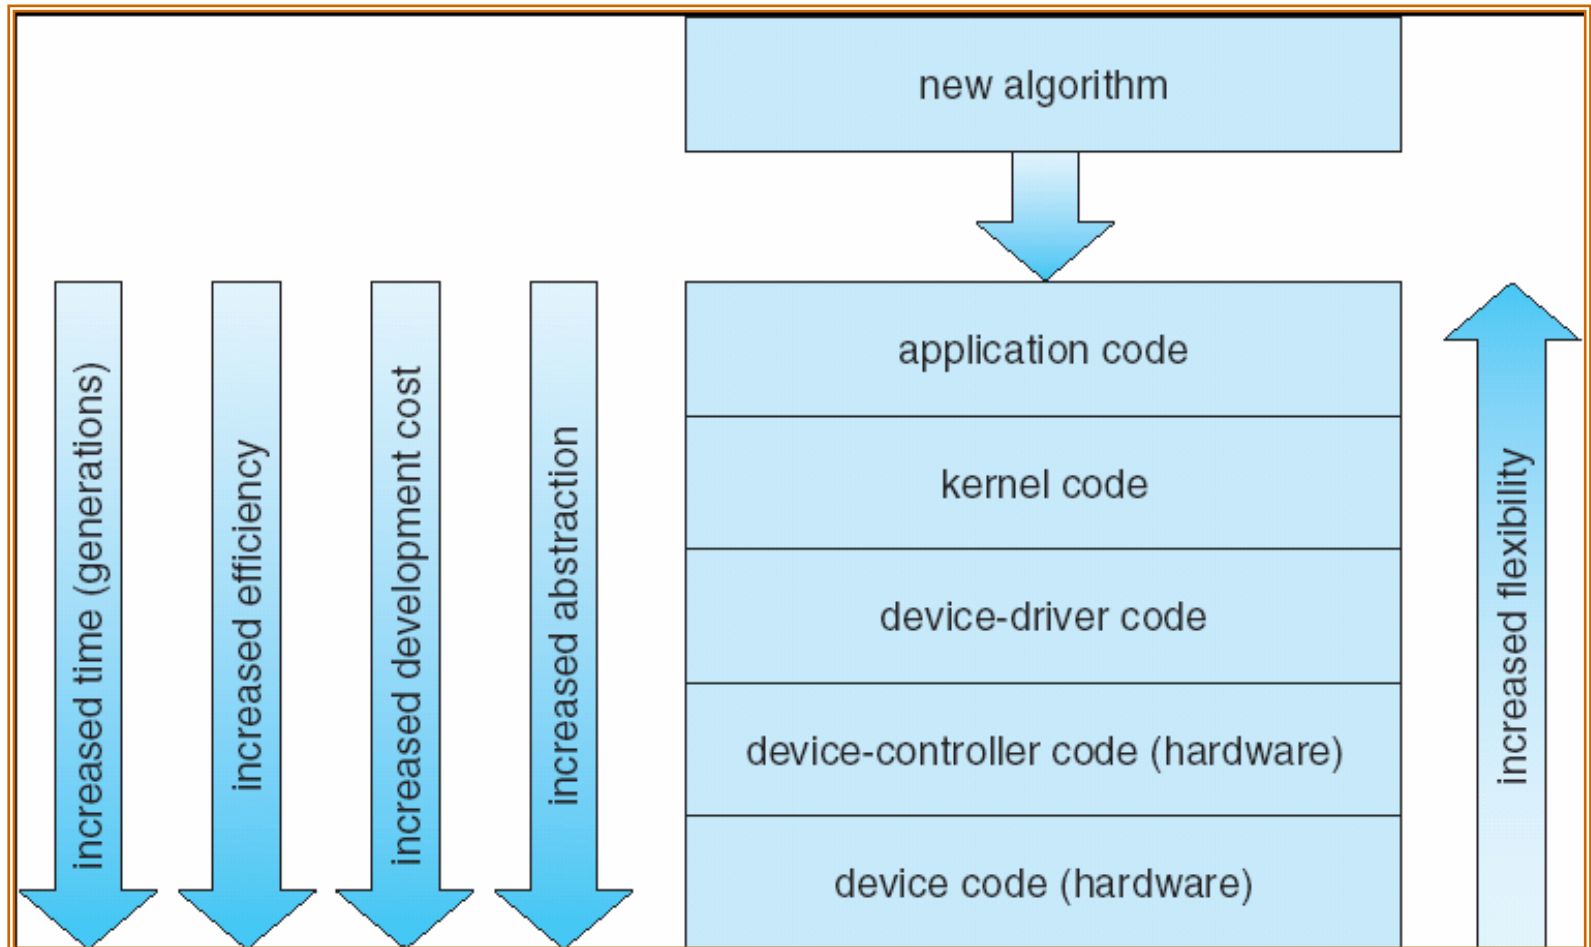 new algorithm
increased time (generations)
increased efficiency
increased development cost
increased abstraction
application code
kernel code
device-driver code
device-controller code (hardware)
device code (hardware)
increased flexibility